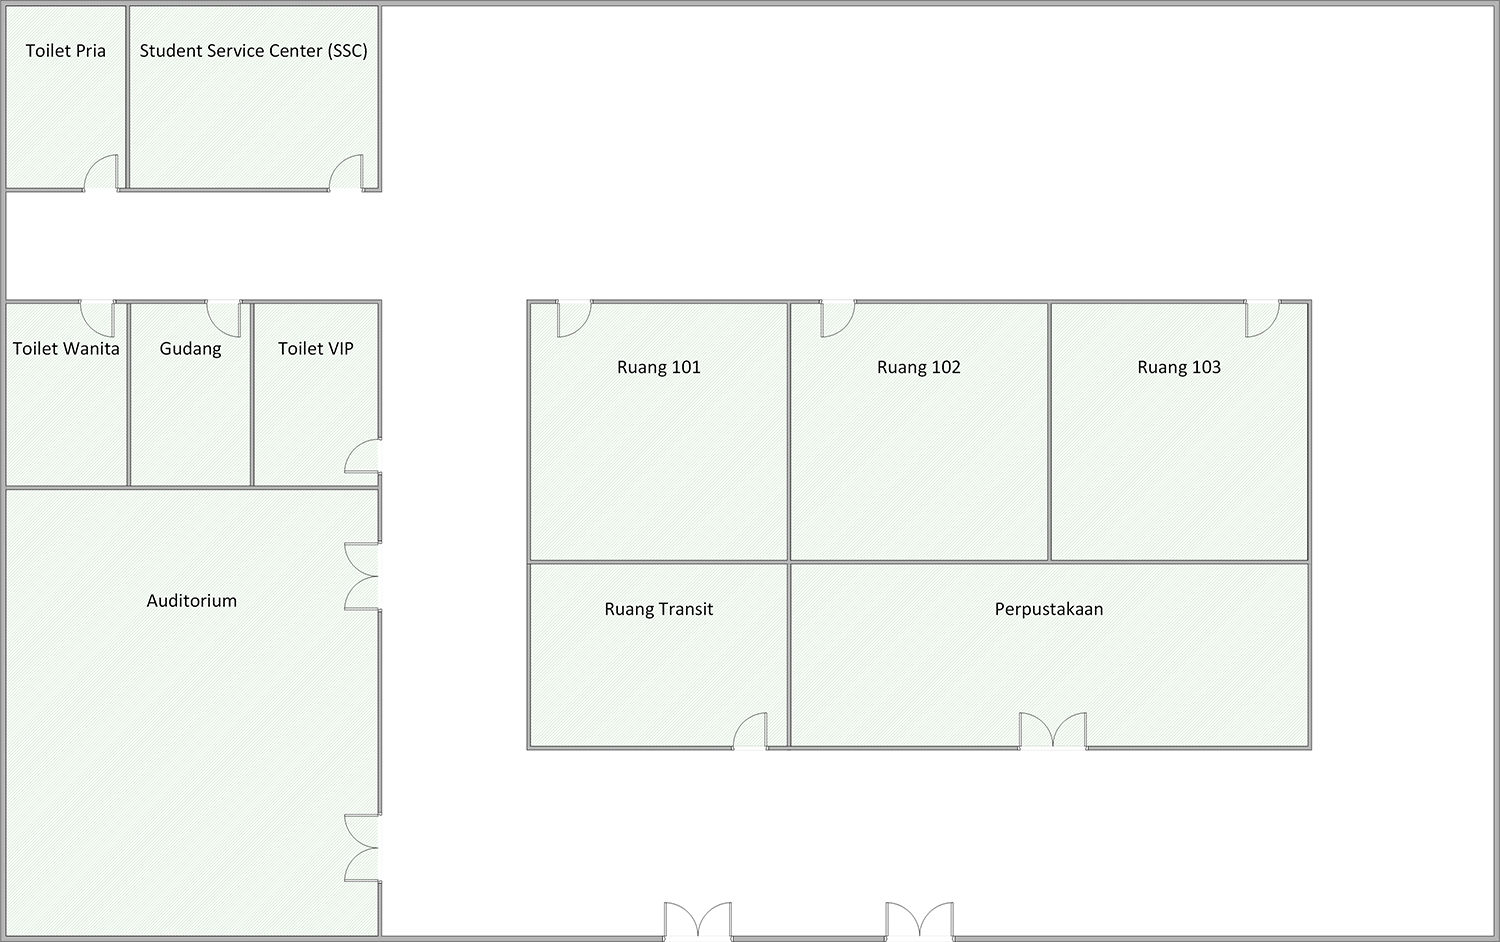 Toilet Pria
Student Service Center (SSC)
Toilet Wanita
Gudang
Toilet VIP
Ruang 101
Ruang 102
Ruang 103
Auditorium
Ruang Transit
Perpustakaan